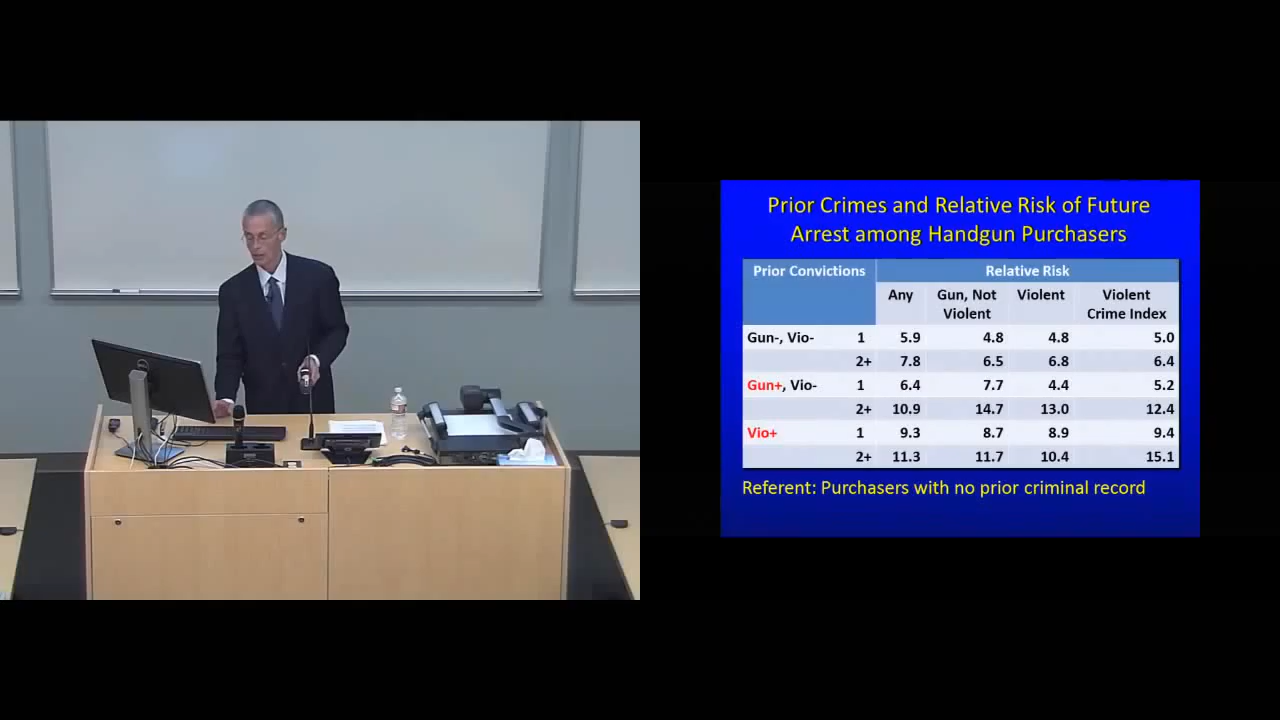 Prior Crimes and Relative Risk of Future
Arrest among Handgun Purchasers
Prior Convictions Relative Risk
Any Gun, Not Violent Violent
Violent Crime Index
Gun-, Vio- 1 5.9 4.8 4.8 5.0
2+ 7.8 6.5 6.8 6.4
Gun+, Vio- 1 6.4 7.7 4.4 5.2
2+ 10.9 14.7 13.0 12.4
Vio+ 1 9.3 8.7 8.9 9.4
2+ 11.3 11.7 10.4 15.1
Referent: Purchasers with no prior criminal record